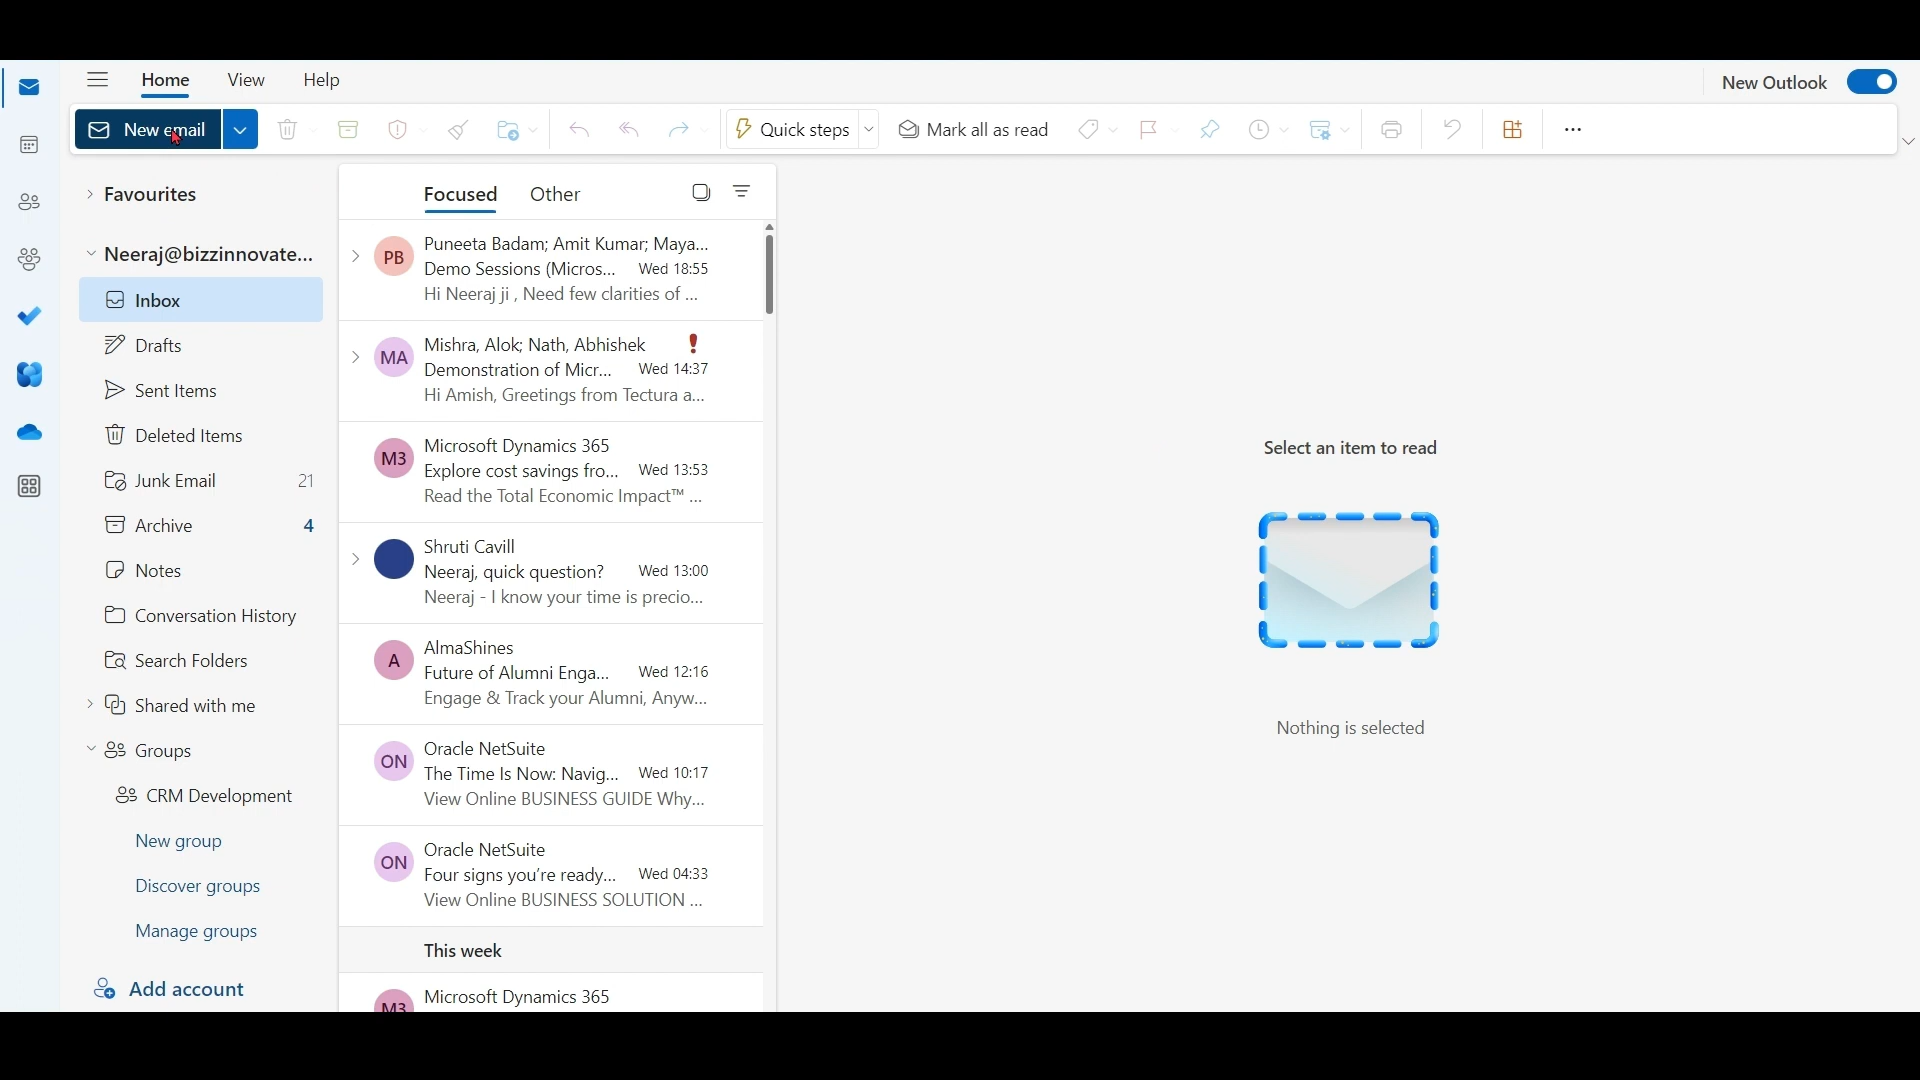 Home View Help
New Outlook
New email
Quick steps
Mark all as read
Favourites
Neeraj@bizzinnovate...
Inbox
Drafts
Sent Items
Deleted Items
Junk Email 21
Archive 4
Notes
Conversation History
Search Folders
Shared with me
Groups
CRM Development
New group
Discover groups
Manage groups
Add account
Focused Other
PB
Puneeta Badam; Amit Kumar; Maya...
Demo Sessions (Micros... Wed 18:55
Hi Neeraj ji , Need few clarities of ...
MA
Mishra, Alok; Nath, Abhishek
Demonstration of Micr... Wed 14:37
Hi Amish, Greetings from Tectura a...
M3
Microsoft Dynamics 365
Explore cost savings fro... Wed 13:53
Read the Total Economic Impact™ ...
Shruti Cavill
Neeraj, quick question? Wed 13:00
Neeraj - I know your time is precio...
A
AlmaShines
Future of Alumni Enga... Wed 12:16
Engage & Track your Alumni, Anyw...
ON
Oracle NetSuite
The Time Is Now: Navig... Wed 10:17
View Online BUSINESS GUIDE Why...
ON
Oracle NetSuite
Four signs you're ready... Wed 04:33
View Online BUSINESS SOLUTION ...
This week
M3
Microsoft Dynamics 365
Select an item to read
Nothing is selected